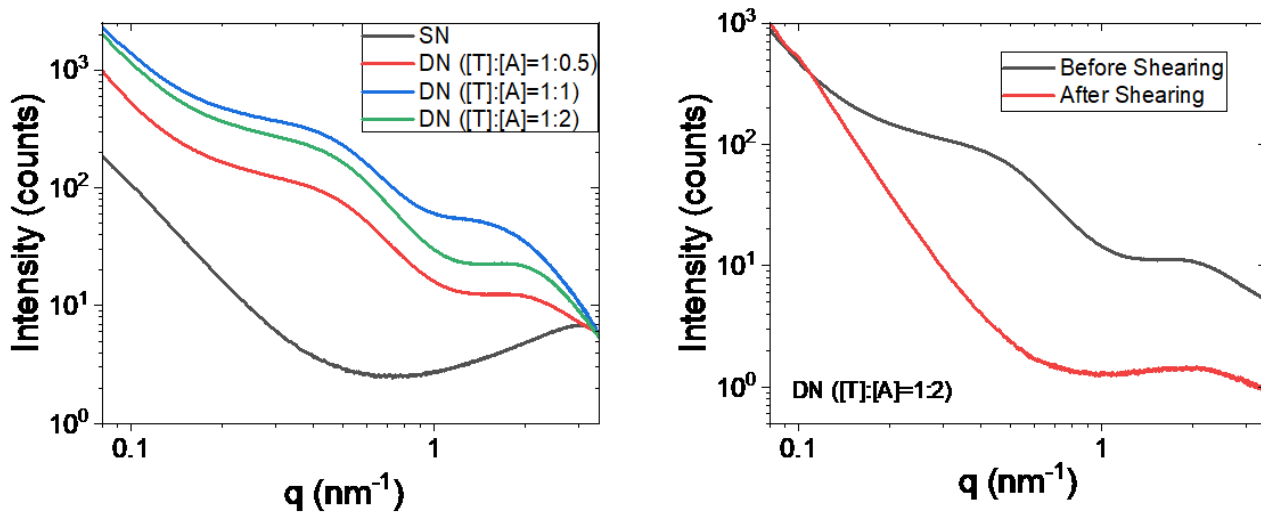 Intensity (counts)
10³
10²
10¹
10⁰
0.1
1
q (nm⁻¹)
SN
DN ([T]:[A]=1:0.5)
DN ([T]:[A]=1:1)
DN ([T]:[A]=1:2)
Intensity (counts)
10³
10²
10¹
10⁰
0.1
1
q (nm⁻¹)
Before Shearing
After Shearing
DN ([T]:[A]=1:2)